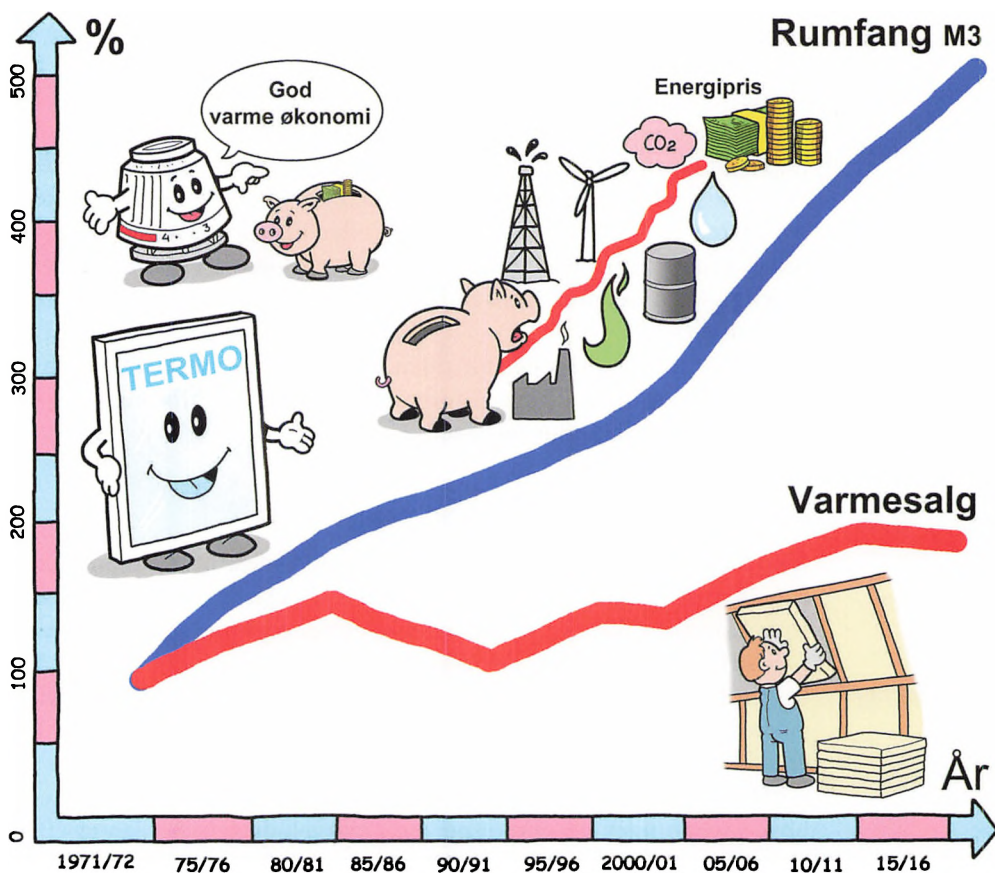 %
Rumfang M3
500
Energipris
God
varme økonomi
CO2
4 · 3
400
TERMO
300
Varmesalg
200
100
År
0
1971/72 75/76 80/81 85/86 90/91 95/96 2000/01 05/06 10/11 15/16